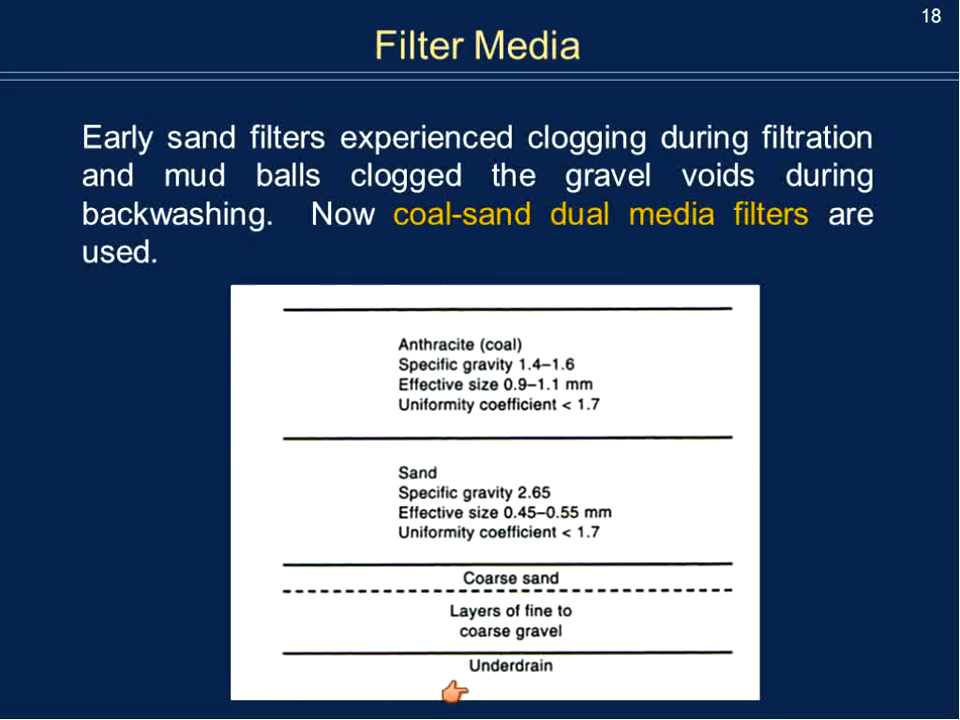 18
Filter Media
Early sand filters experienced clogging during filtration
and mud balls clogged the gravel voids during
backwashing. Now coal-sand dual media filters are
used.
Anthracite (coal)
Specific gravity 1.4–1.6
Effective size 0.9–1.1 mm
Uniformity coefficient < 1.7
Sand
Specific gravity 2.65
Effective size 0.45–0.55 mm
Uniformity coefficient < 1.7
Coarse sand
Layers of fine to
coarse gravel
Underdrain